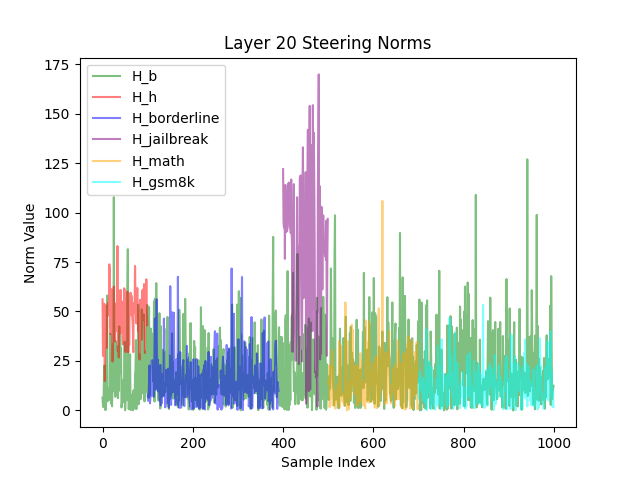 Layer 20 Steering Norms
Norm Value
175
150
125
100
75
50
25
0
H_b
H_h
H_borderline
H_jailbreak
H_math
H_gsm8k
0
200
400
600
800
1000
Sample Index